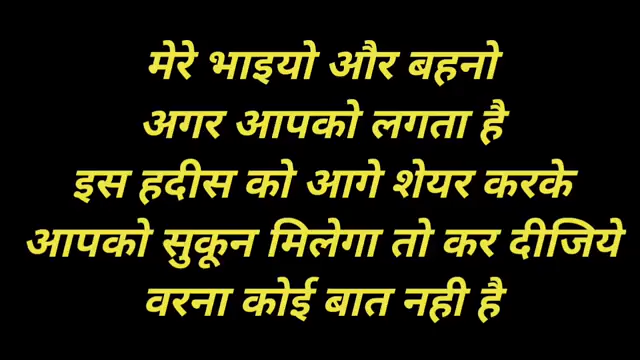 मेरे भाइयो और बहनो
अगर आपको लगता है
इस हदीस को आगे शेयर करके
आपको सुकून मिलेगा तो कर दीजिये
वरना कोई बात नही है